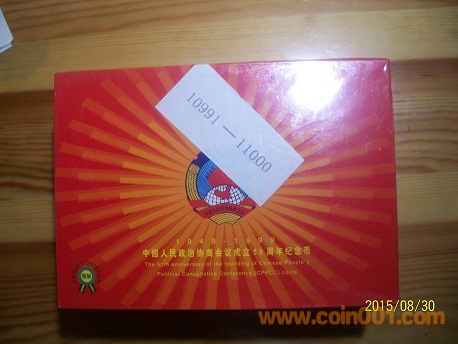 10991—11000
1949-1999
中国人民政治协商会议成立50周年纪念币
The 50th anniversary of the founding of Chinese People's
Political Consultative Conference (CPPCC) coins
2015/08/30
www.coin001.com